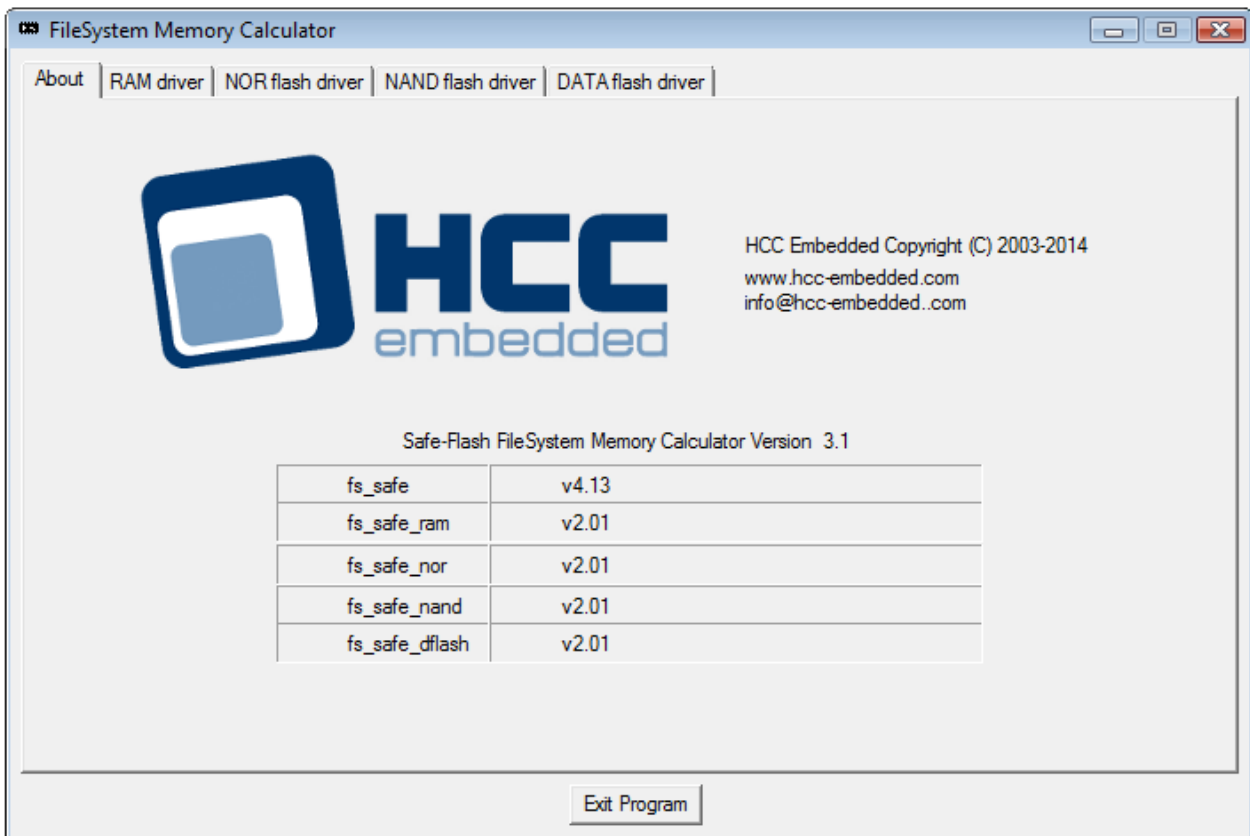 FileSystem Memory Calculator
About RAM driver NOR flash driver NAND flash driver DATA flash driver
HCC
embedded
HCC Embedded Copyright (C) 2003-2014
www.hcc-embedded.com
info@hcc-embedded..com
Safe-Flash FileSystem Memory Calculator Version 3.1
fs_safe v4.13
fs_safe_ram v2.01
fs_safe_nor v2.01
fs_safe_nand v2.01
fs_safe_dflash v2.01
Exit Program